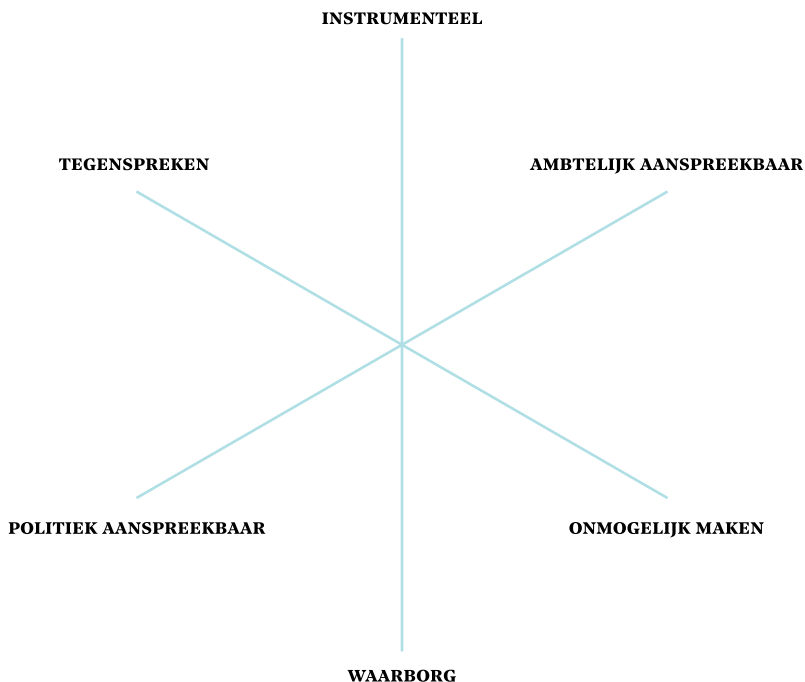 INSTRUMENTEEL
TEGENSPREKEN
AMBTELIJK AANSPREEKBAAR
POLITIEK AANSPREEKBAAR
ONMOGELIJK MAKEN
WAARBORG